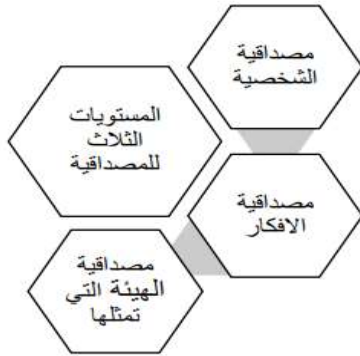 مصداقية
الشخصية
المستويات
الثلاث
للمصداقية
مصداقية
الافكار
مصداقية
الهيئة التي
تمثلها